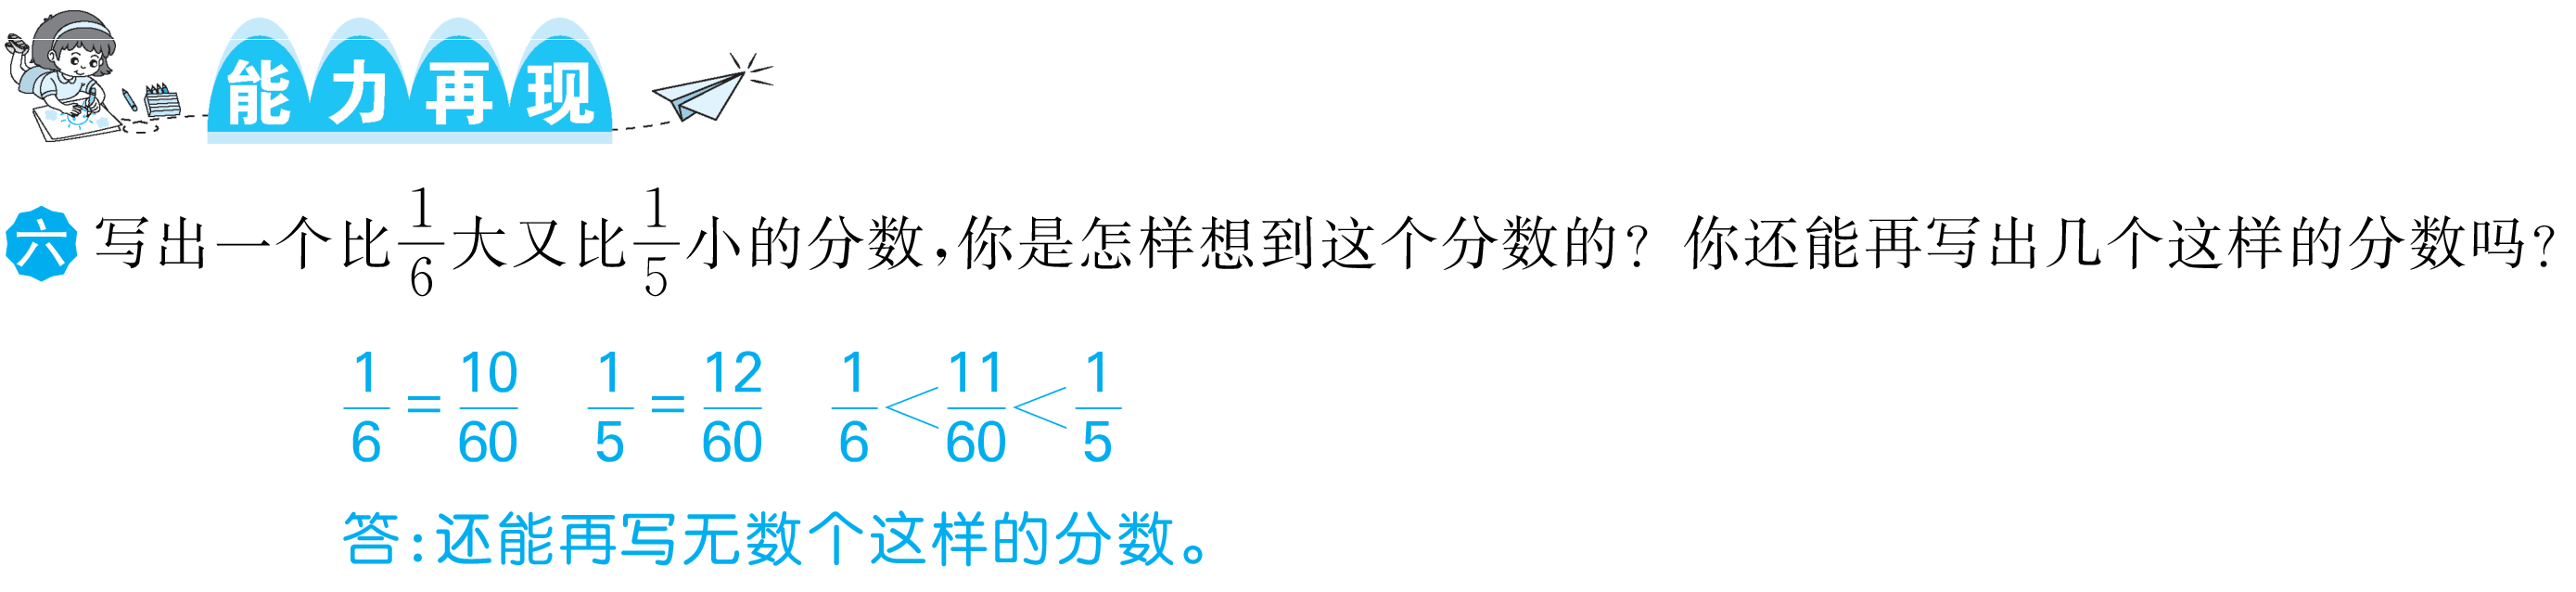 能力再现
六 写出一个比1/6大又比1/5小的分数,你是怎样想到这个分数的? 你还能再写出几个这样的分数吗?
1/6=10/60 1/5=12/60 1/6<11/60<1/5
答:还能再写无数个这样的分数。